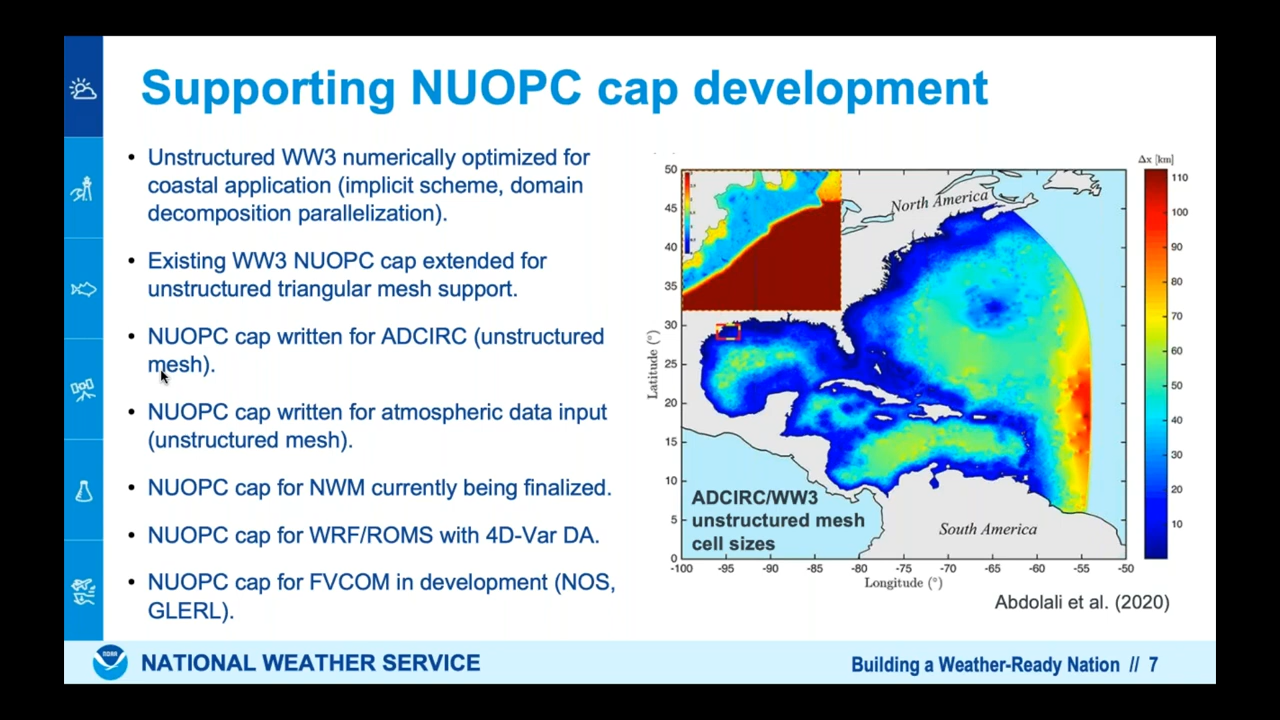 Supporting NUOPC cap development
• Unstructured WW3 numerically optimized for
coastal application (implicit scheme, domain
decomposition parallelization).
• Existing WW3 NUOPC cap extended for
unstructured triangular mesh support.
• NUOPC cap written for ADCIRC (unstructured
mesh).
• NUOPC cap written for atmospheric data input
(unstructured mesh).
• NUOPC cap for NWM currently being finalized.
• NUOPC cap for WRF/ROMS with 4D-Var DA.
• NUOPC cap for FVCOM in development (NOS,
GLERL).
Δx [km]
110
100
90
80
70
60
50
40
30
20
10
50
45
40
35
30
25
20
15
10
5
0
Latitude (°)
North America
South America
ADCIRC/WW3
unstructured mesh
cell sizes
-100 -95 -90 -85 -80 -75 -70 -65 -60 -55 -50
Longitude (°)
Abdolali et al. (2020)
NOAA
NATIONAL WEATHER SERVICE
Building a Weather-Ready Nation // 7